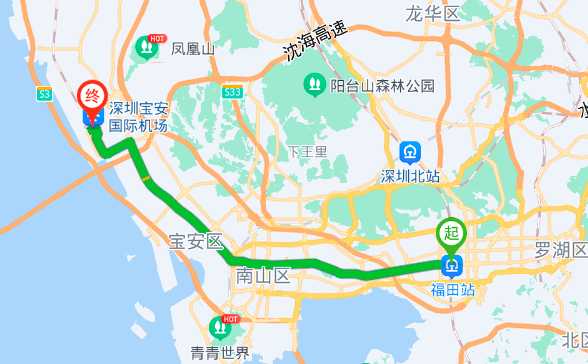 龙华区
沈海高速
HOT
凤凰山
S3
S33
终
阳台山森林公园
深圳宝安
国际机场
水
下王里
深圳北站
起
宝安区
罗湖区
南山区
福田站
HOT
青青世界
北区